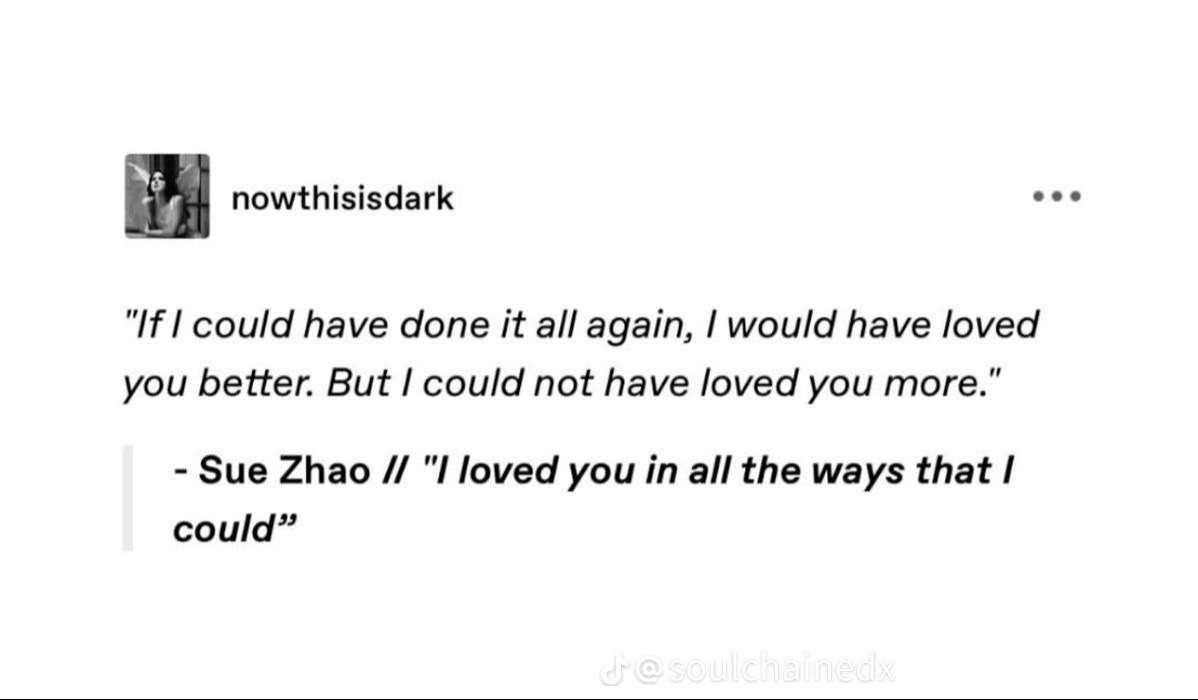 nowthisisdark
"If I could have done it all again, I would have loved
you better. But I could not have loved you more."
- Sue Zhao // "I loved you in all the ways that I
could”
@soulchainedx